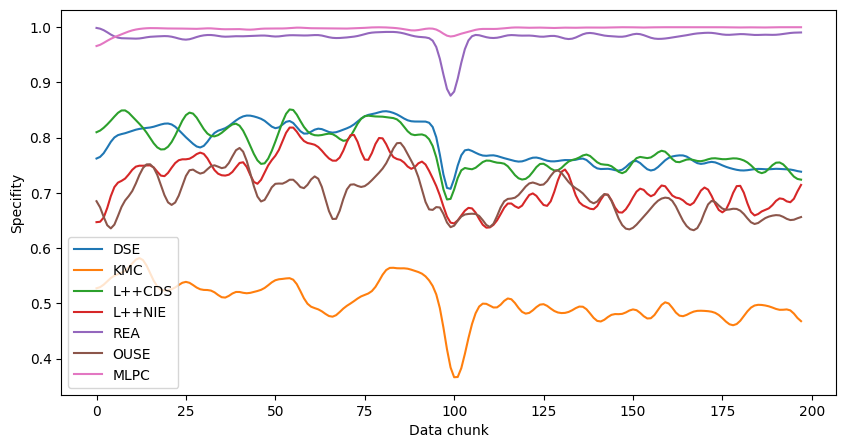 1.0
0.9
0.8
0.7
0.6
0.5
0.4
Specifity
DSE
KMC
L++CDS
L++NIE
REA
OUSE
MLPC
0 25 50 75 100 125 150 175 200
Data chunk